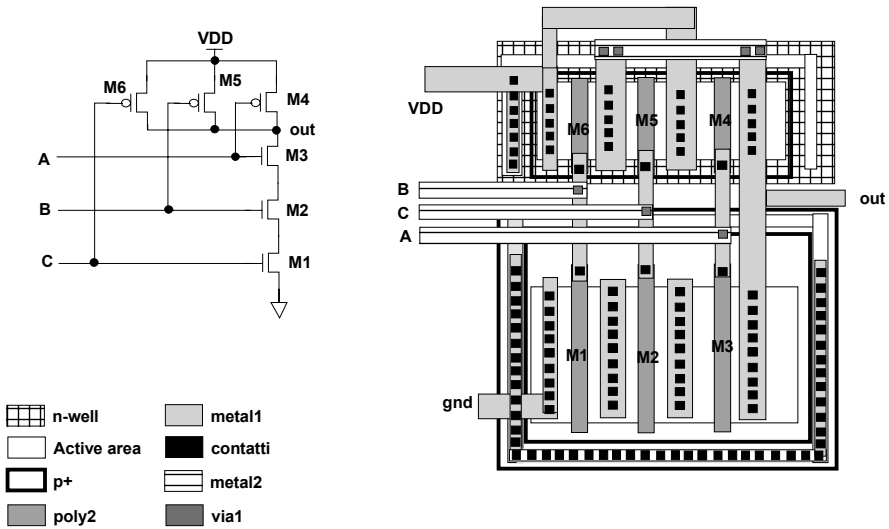 VDD
M6
M5
M4
out
A
M3
B
M2
C
M1
VDD
M6
M5
M4
B
C
A
out
M1
M2
M3
gnd
n-well
metal1
Active area
contatti
p+
metal2
poly2
via1